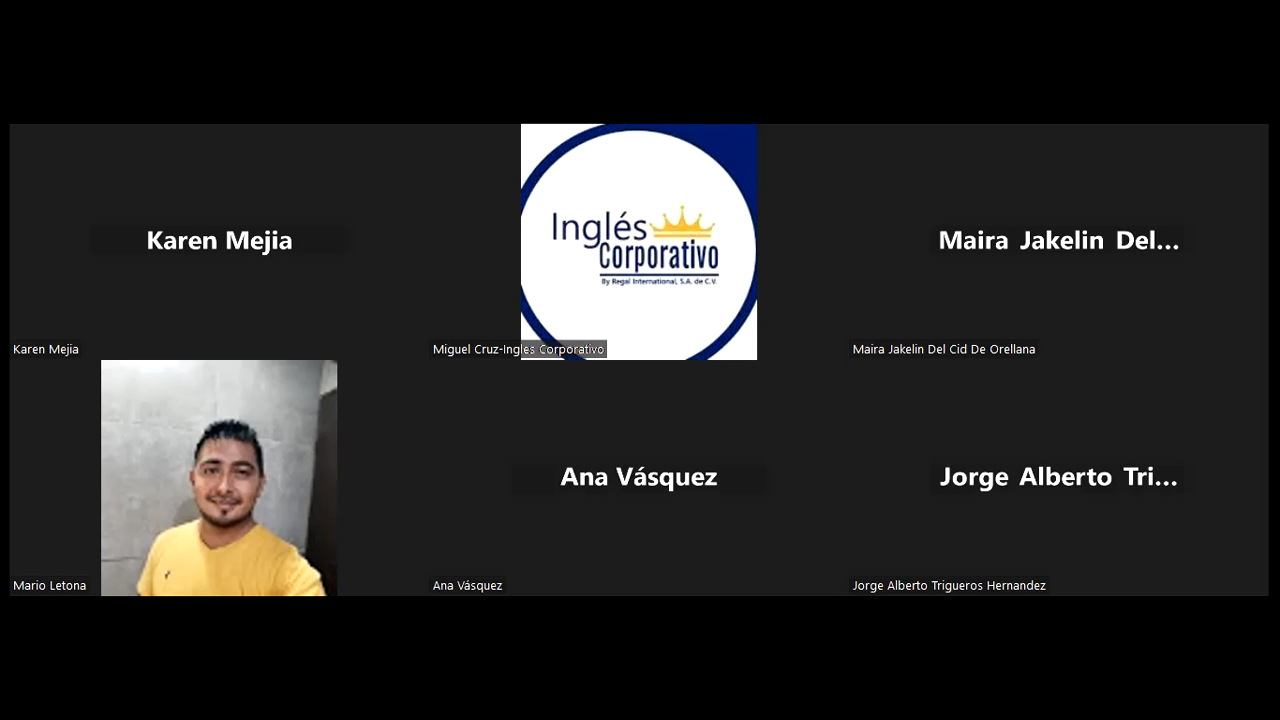 Karen Mejia
Karen Mejia
Inglés
Corporativo
By Regal International, S.A. de C.V.
Miguel Cruz-Ingles Corporativo
Maira Jakelin Del...
Maira Jakelin Del Cid De Orellana
Mario Letona
Ana Vásquez
Ana Vásquez
Jorge Alberto Tri...
Jorge Alberto Trigueros Hernandez